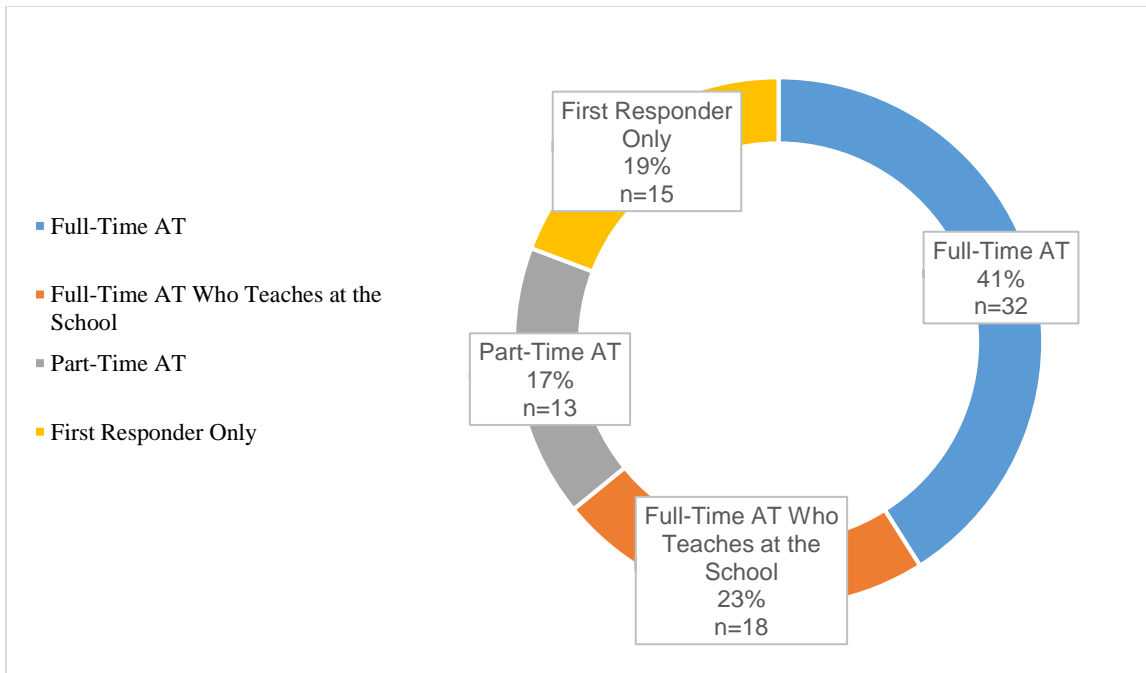 Full-Time AT
Full-Time AT Who Teaches at the
School
Part-Time AT
First Responder Only
First Responder
Only
19%
n=15
Full-Time AT
41%
n=32
Part-Time AT
17%
n=13
Full-Time AT Who
Teaches at the
School
23%
n=18